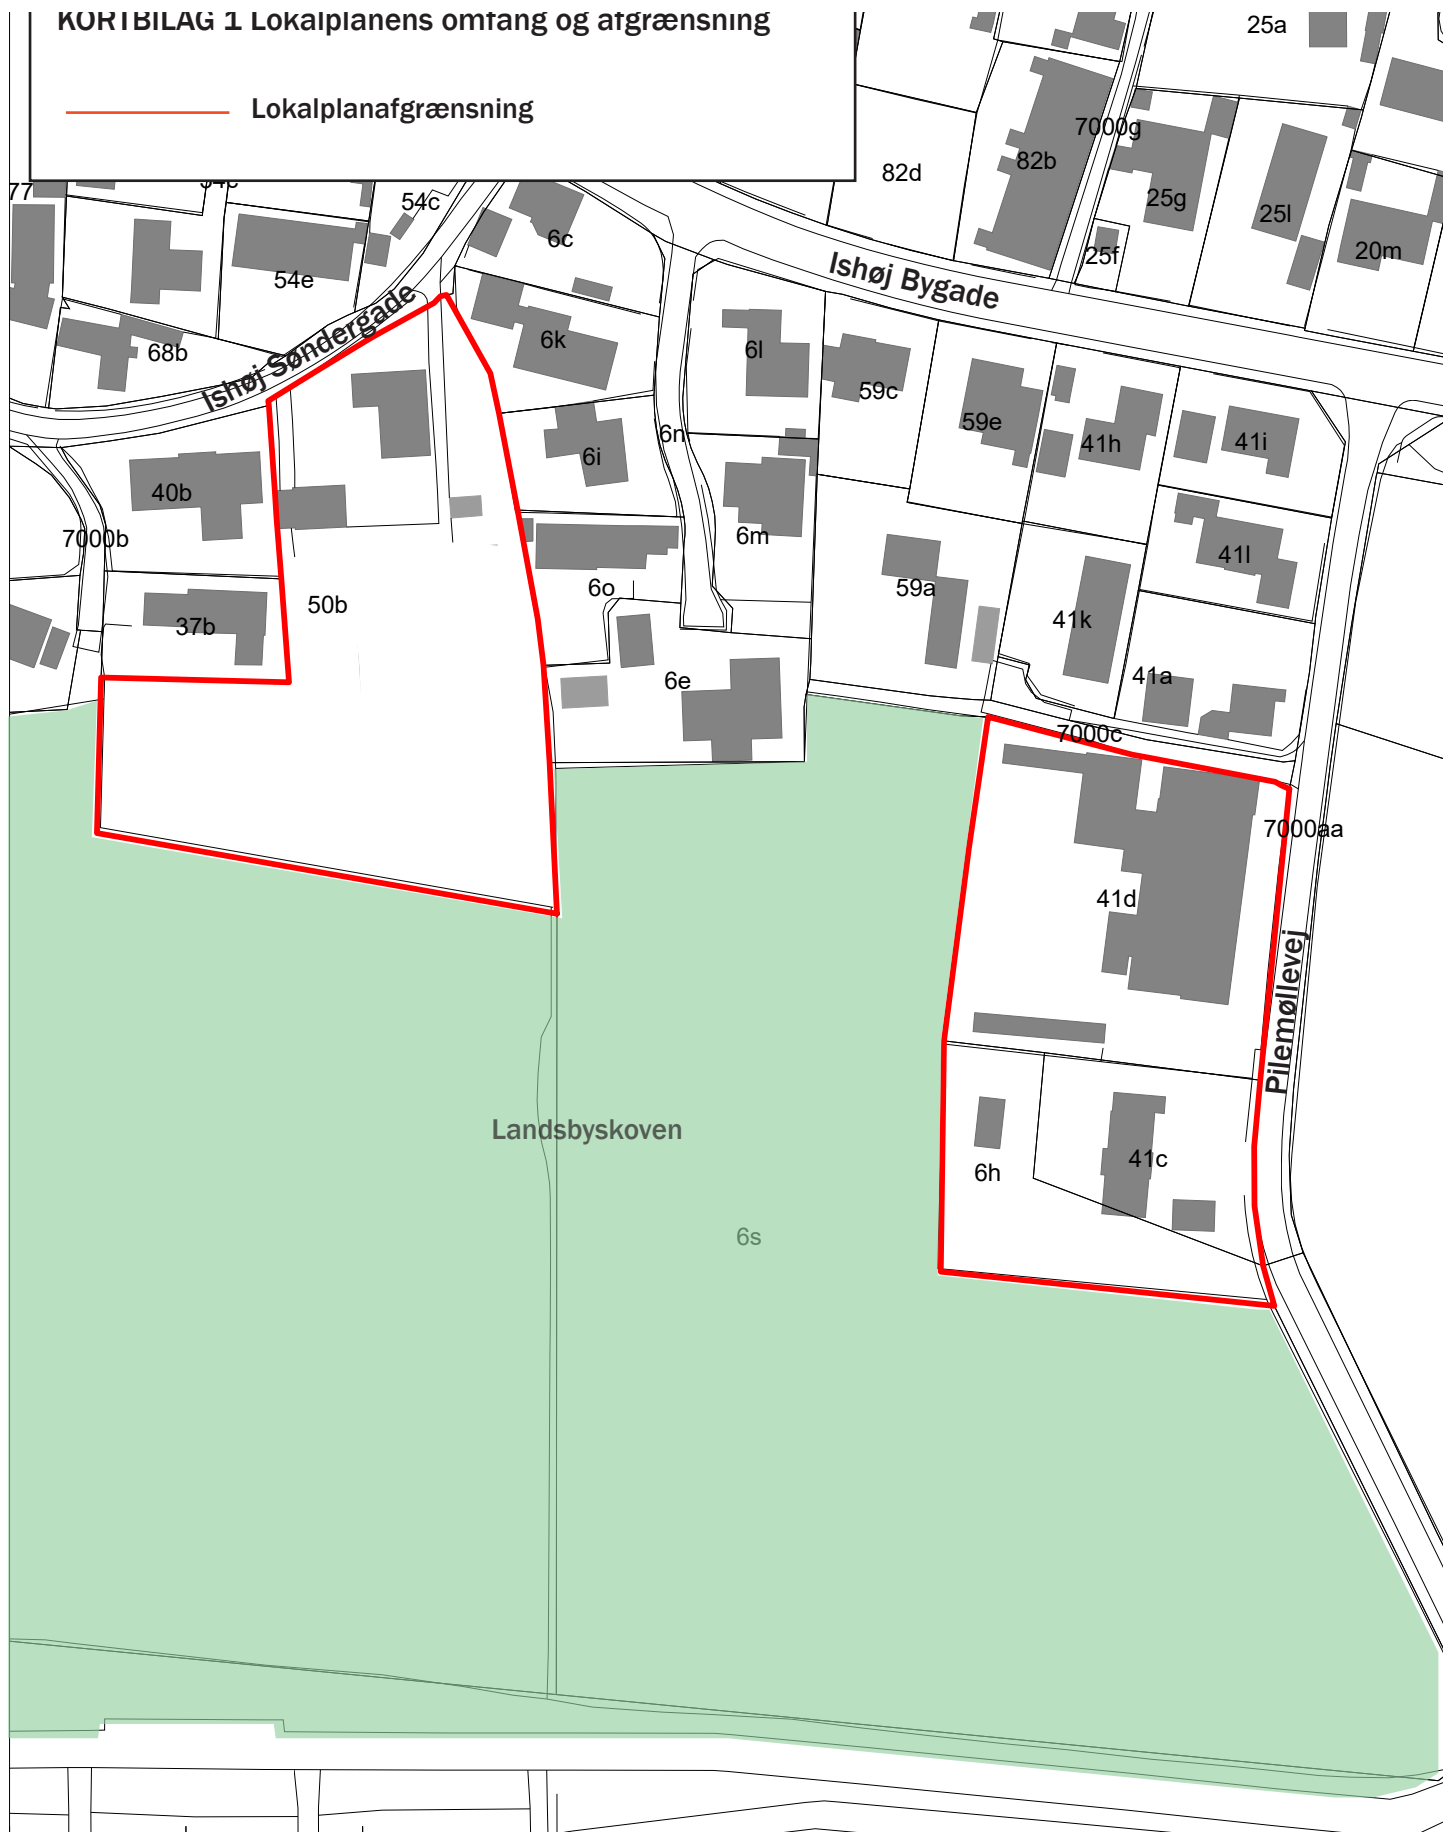 KORTBILAG 1 Lokalplanens omfang og afgrænsning
25a
Lokalplanafgrænsning
7000g
82b
82d
77
54c
25g
25l
6c
20m
25f
54e
Ishøj Bygade
Ishøj Søndergade
6k
6l
68b
59c
59e
6n
41h
41i
6i
40b
7000b
6m
41l
6o
59a
50b
41k
37b
6e
41a
7000c
7000aa
41d
Pilemøllevej
Landsbyskoven
41c
6h
6s